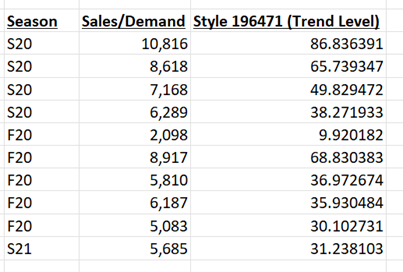 Season Sales/Demand Style 196471 (Trend Level)
S20 10,816 86.836391
S20 8,618 65.739347
S20 7,168 49.829472
S20 6,289 38.271933
F20 2,098 9.920182
F20 8,917 68.830383
F20 5,810 36.972674
F20 6,187 35.930484
F20 5,083 30.102731
S21 5,685 31.238103